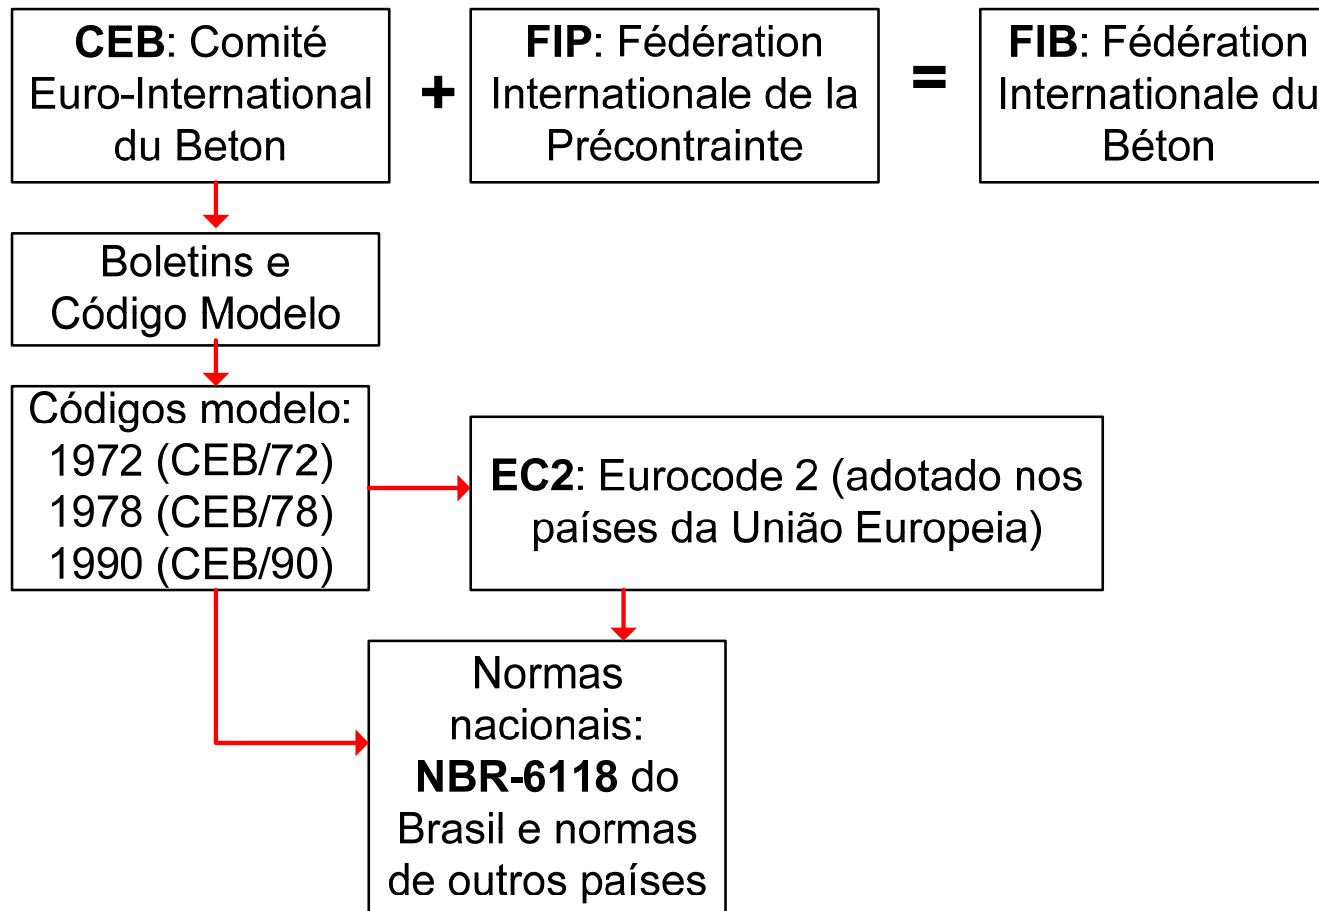 CEB: Comité
Euro-International
du Beton
+
FIP: Fédération
Internationale de la
Précontrainte
=
FIB: Fédération
Internationale du
Béton
Boletins e
Código Modelo
Códigos modelo:
1972 (CEB/72)
1978 (CEB/78)
1990 (CEB/90)
EC2: Eurocode 2 (adotado nos
países da União Europeia)
Normas
nacionais:
NBR-6118 do
Brasil e normas
de outros países